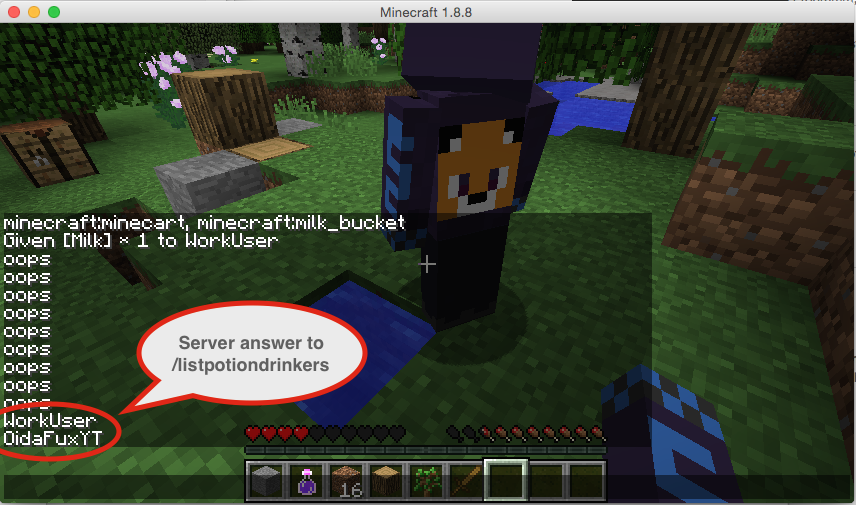 Minecraft 1.8.8
minecraft:minecart, minecraft:milk_bucket
Given [Milk] * 1 to WorkUser
oops
oops
oops
oops
oops
oops
oops
oops
oops
Server answer to
/listpotiondrinkers
WorkUser
OidaFuxYT
16